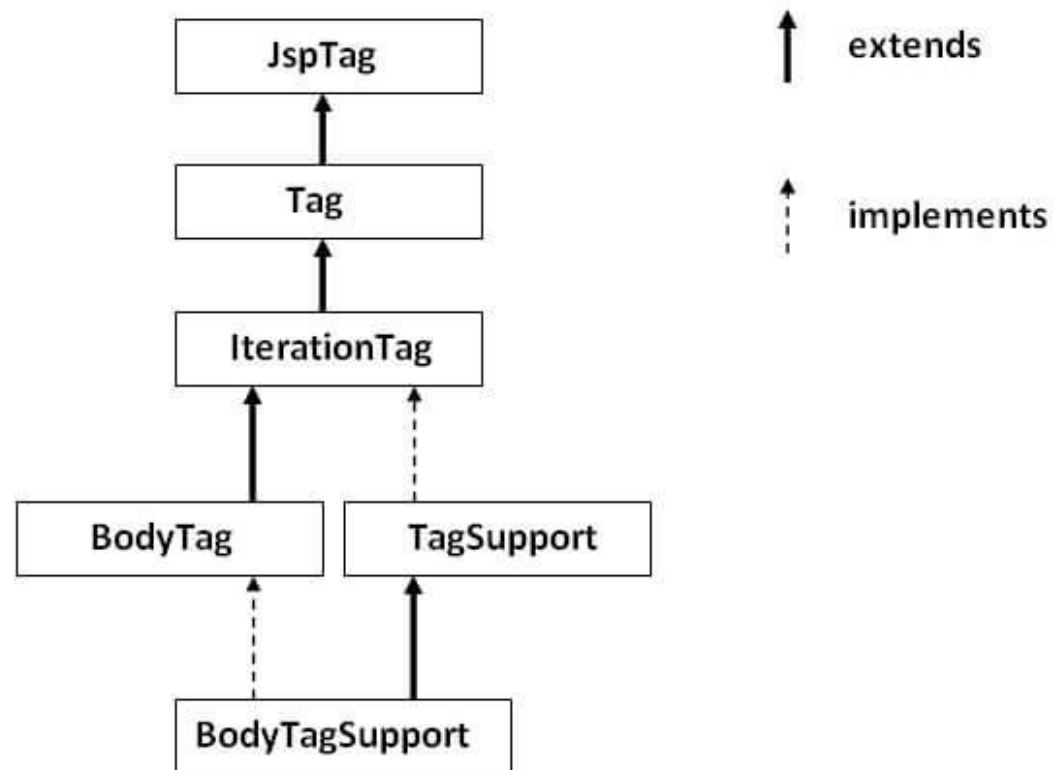 JspTag
extends
Tag
implements
IterationTag
BodyTag
TagSupport
BodyTagSupport